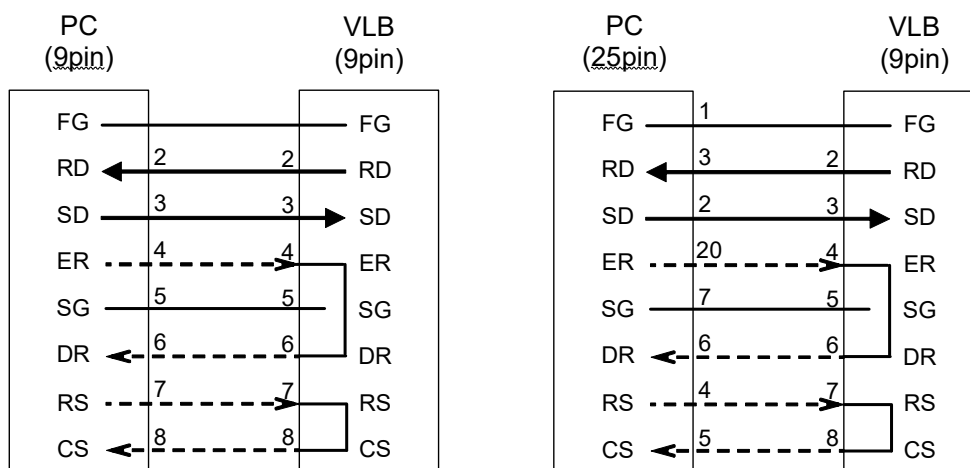 PC VLB PC VLB
(9pin) (9pin) (25pin) (9pin)
FG FG FG 1 FG
RD 2 2 RD RD 3 2 RD
SD 3 3 SD SD 2 3 SD
ER 4 4 ER ER 20 4 ER
SG 5 5 SG SG 7 5 SG
DR 6 6 DR DR 6 6 DR
RS 7 7 RS RS 4 7 RS
CS 8 8 CS CS 5 8 CS